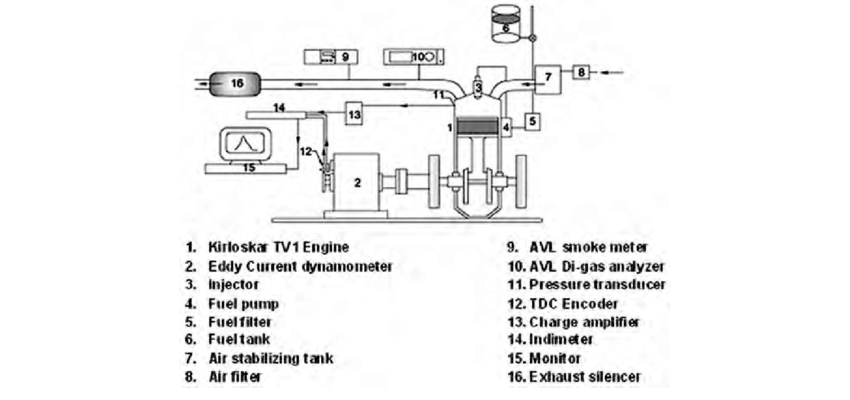 6
9
10
16
3
7
8
11
14
13
1
4
5
12
15
2
1. Kirloskar TV1 Engine
2. Eddy Current dynamometer
3. Injector
4. Fuel pump
5. Fuel filter
6. Fuel tank
7. Air stabilizing tank
8. Air filter
9. AVL smoke meter
10. AVL Di-gas analyzer
11. Pressure transducer
12. TDC Encoder
13. Charge amplifier
14. Indimeter
15. Monitor
16. Exhaust silencer